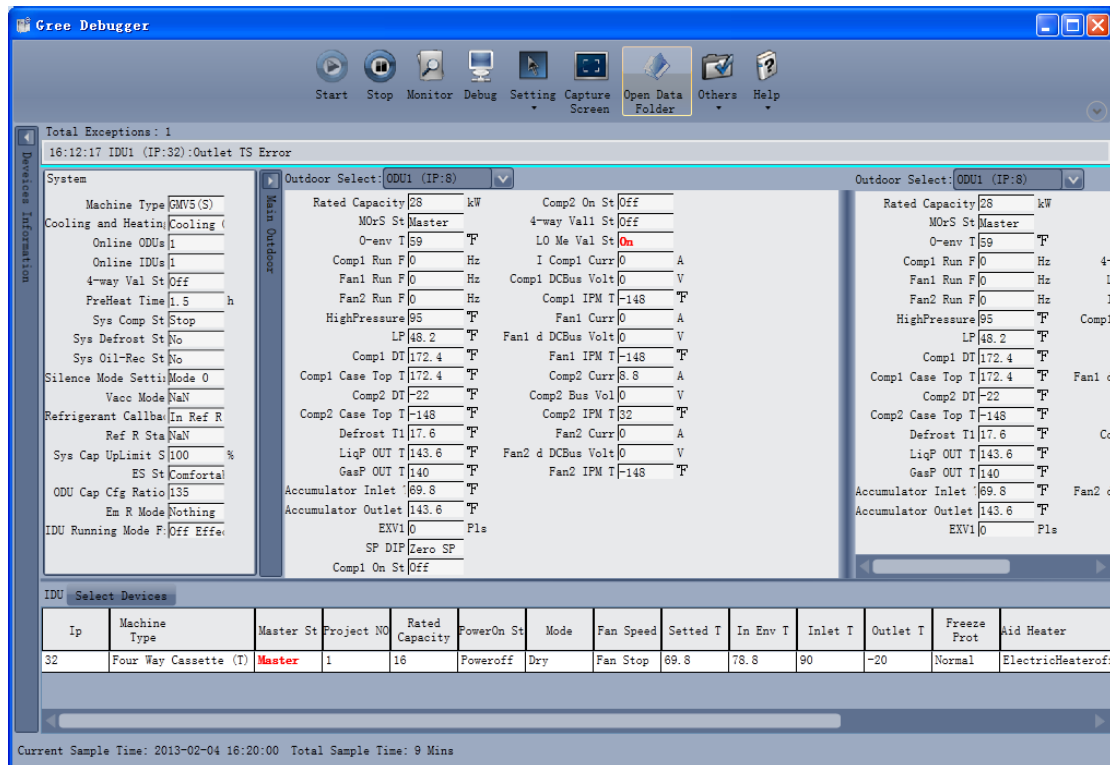 Gree Debugger
Start Stop Monitor Debug Setting Capture Screen Open Data Folder Others Help
Total Exceptions: 1
16:12:17 IDU1 (IP:32):Outlet TS Error
Deveices Information
System
Machine Type GMV5(S)
Cooling and Heating Cooling (
Online ODUs 1
Online IDUs 1
4-way Val St Off
PreHeat Time 1.5 h
Sys Comp St Stop
Sys Defrost St No
Sys Oil-Rec St No
Silence Mode Setti Mode 0
Vacc Mode NaN
Refrigerant Callba In Ref R
Ref R Sta NaN
Sys Cap UpLimit S 100 %
ES St Comforta
ODU Cap Cfg Ratio 135
Em R Mode Nothing
IDU Running Mode F: Off Effe
Main Outdoor
Outdoor Select: ODU1 (IP:8)
Rated Capacity 28 kW
MOrS St Master
O-env T 59 ℉
Comp1 Run F 0 Hz
Fan1 Run F 0 Hz
Fan2 Run F 0 Hz
HighPressure 95 ℉
LP 48.2 ℉
Comp1 DT 172.4 ℉
Comp1 Case Top T 172.4 ℉
Comp2 DT -22 ℉
Comp2 Case Top T -148 ℉
Defrost T1 17.6 ℉
LiqP OUT T 143.6 ℉
GasP OUT T 140 ℉
Accumulator Inlet 69.8 ℉
Accumulator Outlet 143.6 ℉
EXV1 0 Pls
SP DIP Zero SP
Comp1 On St Off
Comp2 On St Off
4-way Val1 St Off
LO Me Val St On
I Comp1 Curr 0 A
Comp1 DCBus Volt 0 V
Comp1 IPM T -148 ℉
Fan1 Curr 0 A
Fan1 d DCBus Volt 0 V
Fan1 IPM T -148 ℉
Comp2 Curr 8.8 A
Comp2 Bus Vol 0 V
Comp2 IPM T 32 ℉
Fan2 Curr 0 A
Fan2 d DCBus Volt 0 V
Fan2 IPM T -148 ℉
Outdoor Select: ODU1 (IP:8)
Rated Capacity 28 kW
MOrS St Master
O-env T 59 ℉
Comp1 Run F 0 Hz 4-
Fan1 Run F 0 Hz
Fan2 Run F 0 Hz
HighPressure 95 ℉ Comp1
LP 48.2 ℉
Comp1 DT 172.4 ℉
Comp1 Case Top T 172.4 ℉ Fan1 d
Comp2 DT -22 ℉
Comp2 Case Top T -148 ℉
Defrost T1 17.6 ℉
LiqP OUT T 143.6 ℉
GasP OUT T 140 ℉
Accumulator Inlet 69.8 ℉ Fan2 d
Accumulator Outlet 143.6 ℉
EXV1 0 Pls
IDU Select Devices
Ip Machine Type Master St Project NO Rated Capacity PowerOn St Mode Fan Speed Setted T In Env T Inlet T Outlet T Freeze Prot Aid Heater
32 Four Way Cassette (T) Master 1 16 Poweroff Dry Fan Stop 69.8 78.8 90 -20 Normal ElectricHeaterof
Current Sample Time: 2013-02-04 16:20:00 Total Sample Time: 9 Mins